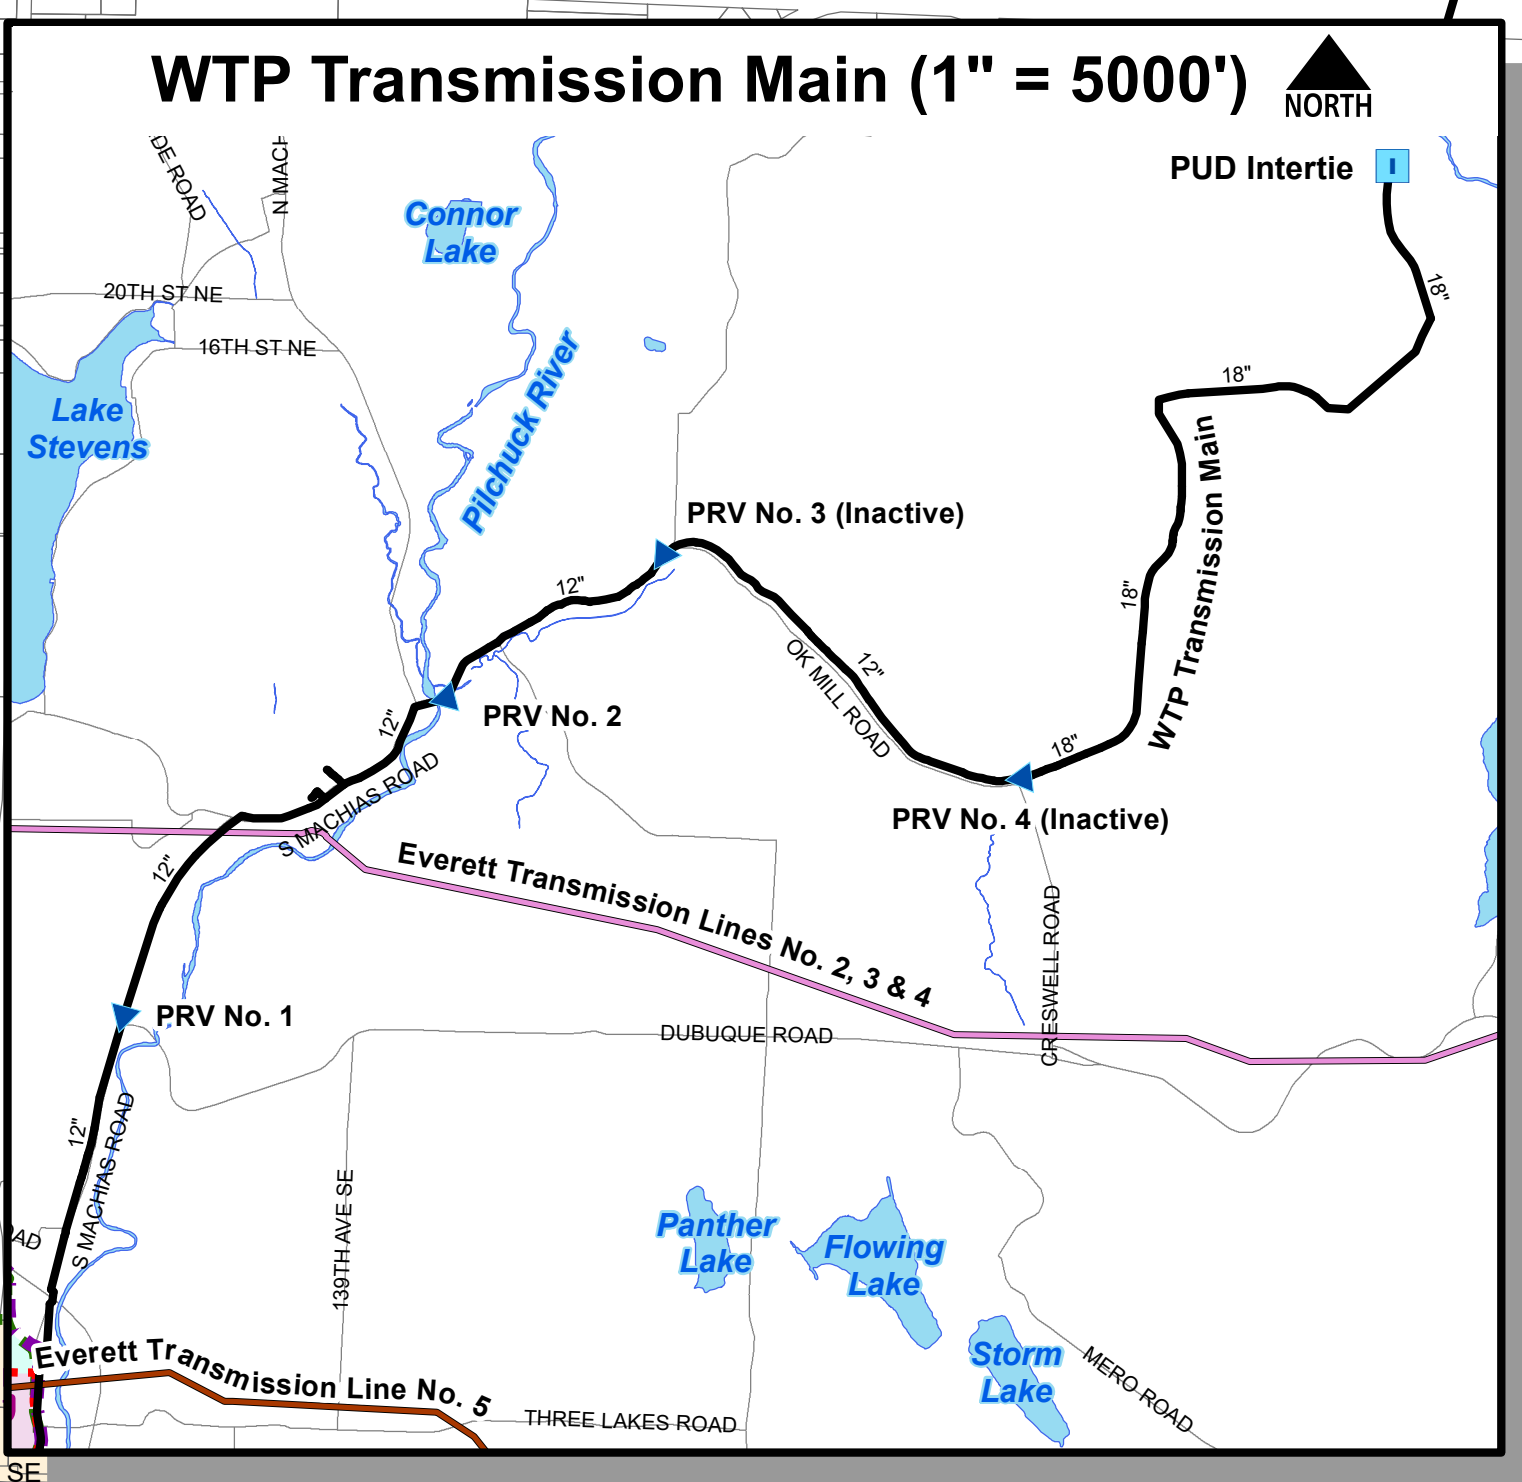 WTP Transmission Main (1" = 5000')
NORTH
PUD Intertie
I
DE ROAD
N MACH
Connor
Lake
18"
20TH ST NE
16TH ST NE
Pilchuck River
18"
Lake
Stevens
WTP Transmission Main
PRV No. 3 (Inactive)
12"
18"
OK MILL ROAD
12"
PRV No. 2
12"
18"
S MACHIAS ROAD
PRV No. 4 (Inactive)
12"
Everett Transmission Lines No. 2, 3 & 4
CRESWELL ROAD
PRV No. 1
DUBUQUE ROAD
12"
S MACHIAS ROAD
139TH AVE SE
OAD
Panther
Lake
Flowing
Lake
Storm
Lake
MERO ROAD
Everett Transmission Line No. 5
THREE LAKES ROAD
SE